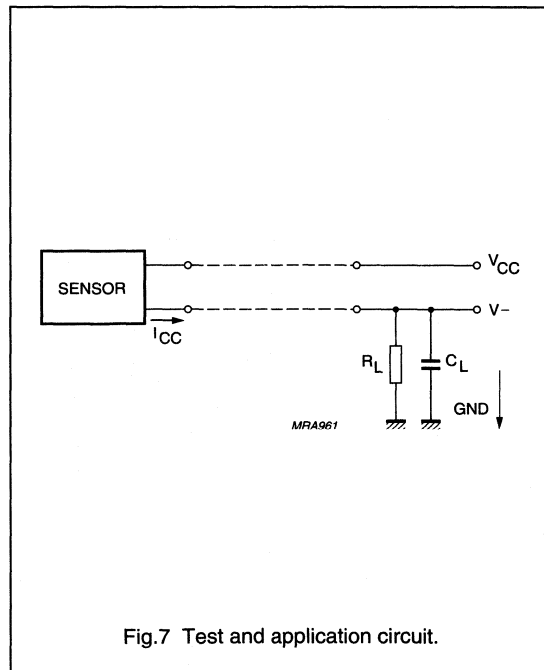 VCC
SENSOR
V–
ICC
RL
CL
GND
MRA961
Fig.7 Test and application circuit.